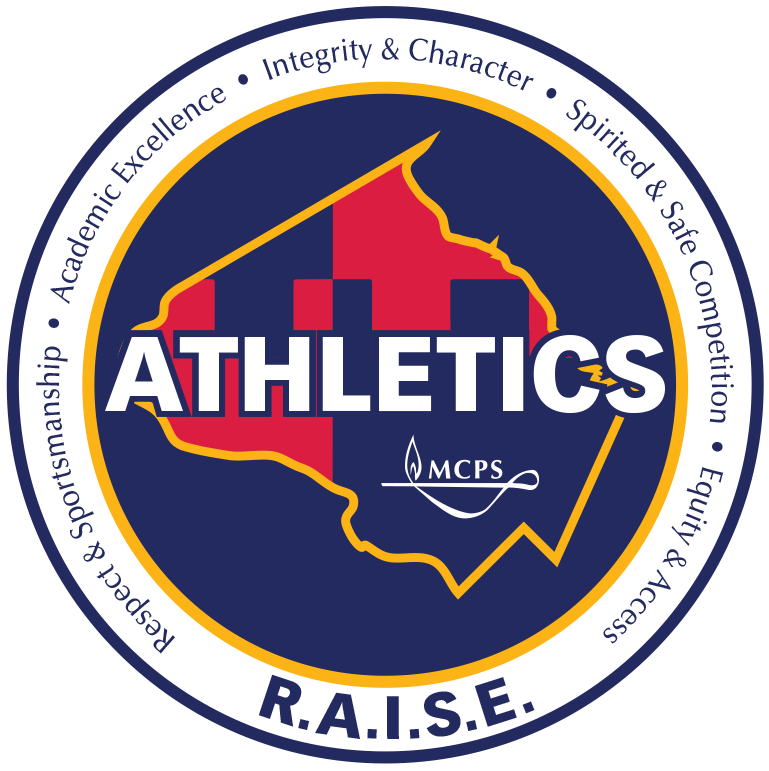 Respect & Sportsmanship • Academic Excellence • Integrity & Character • Spirited & Safe Competition • Equity & Access
ATHLETICS
MCPS
R.A.I.S.E.